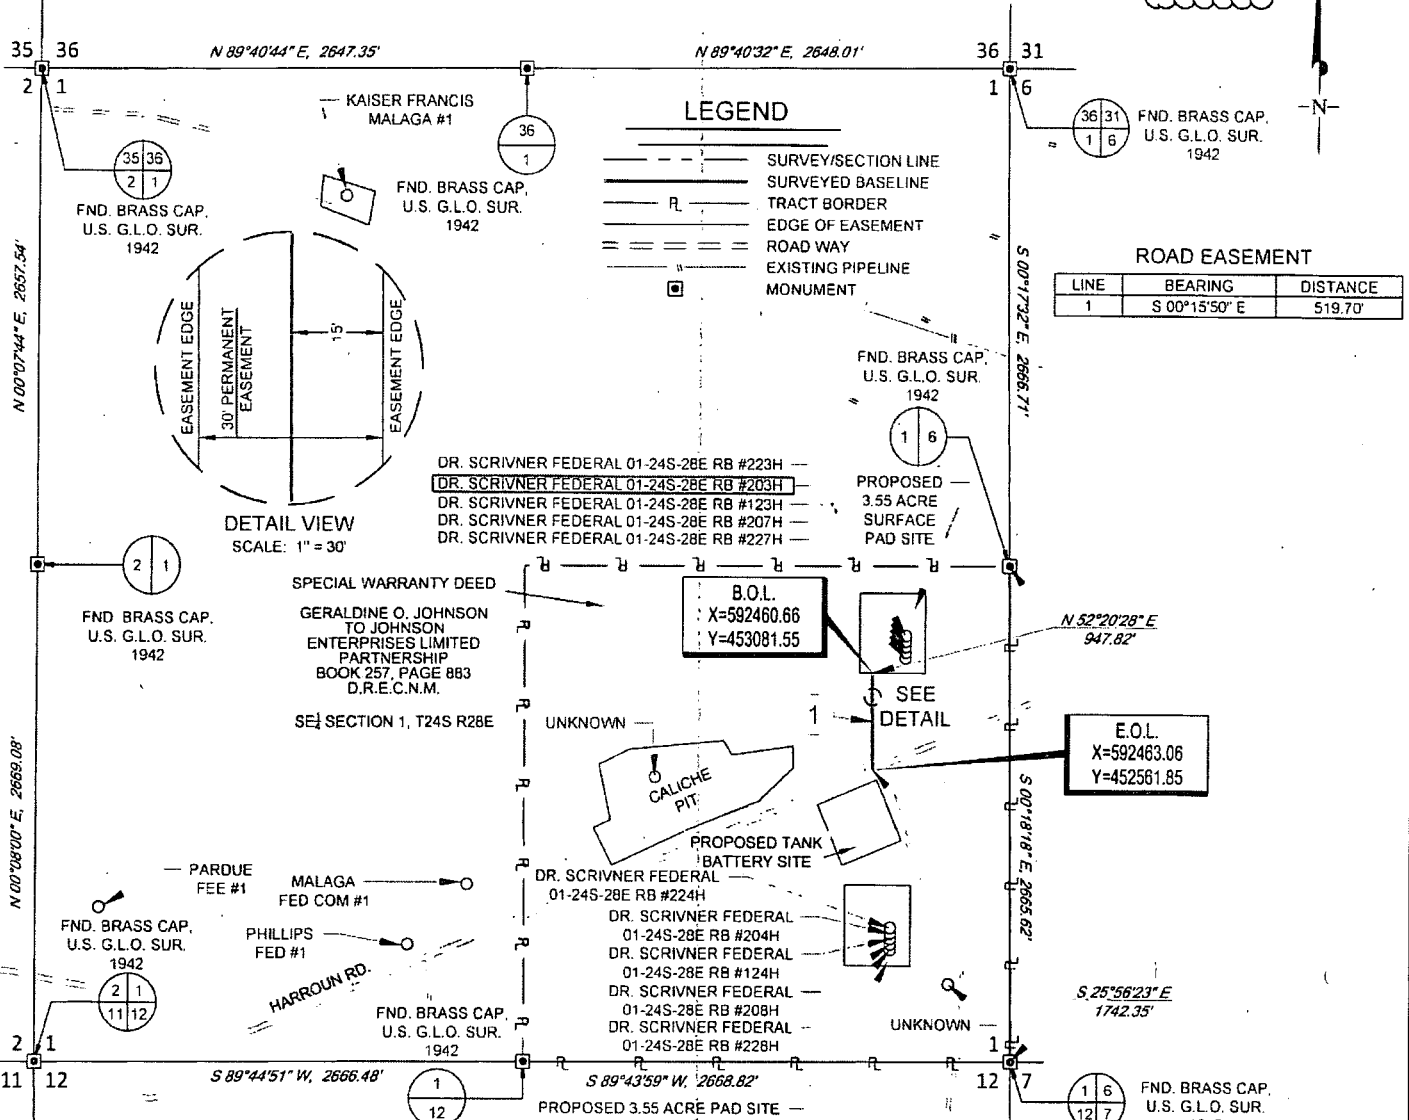 35 36
2 1
N 89°40'44" E, 2647.35'
N 89°40'32" E, 2648.01'
36 31
1 6
-N-
KAISER FRANCIS
MALAGA #1
36
1
FND. BRASS CAP,
U.S. G.L.O. SUR.
1942
35 36
2 1
FND. BRASS CAP,
U.S. G.L.O. SUR.
1942
LEGEND
SURVEY/SECTION LINE
SURVEYED BASELINE
PL TRACT BORDER
EDGE OF EASEMENT
ROAD WAY
EXISTING PIPELINE
MONUMENT
36 31
1 6
FND. BRASS CAP,
U.S. G.L.O. SUR.
1942
ROAD EASEMENT
LINE BEARING DISTANCE
1 S 00°15'50" E 519.70'
N 00°07'44" E, 2657.54'
S 00°17'32" E, 2666.71'
EASEMENT EDGE
30' PERMANENT
EASEMENT
15'
EASEMENT EDGE
DETAIL VIEW
SCALE: 1" = 30'
FND. BRASS CAP,
U.S. G.L.O. SUR.
1942
1 6
DR. SCRIVNER FEDERAL 01-24S-28E RB #223H
DR. SCRIVNER FEDERAL 01-24S-28E RB #203H
DR. SCRIVNER FEDERAL 01-24S-28E RB #123H
DR. SCRIVNER FEDERAL 01-24S-28E RB #207H
DR. SCRIVNER FEDERAL 01-24S-28E RB #227H
PROPOSED
3.55 ACRE
SURFACE
PAD SITE
2 1
FND BRASS CAP,
U.S. G.L.O. SUR.
1942
SPECIAL WARRANTY DEED
GERALDINE O. JOHNSON
TO JOHNSON
ENTERPRISES LIMITED
PARTNERSHIP
BOOK 257, PAGE 883
D.R.E.C.N.M.
SE¼ SECTION 1, T24S R28E
B.O.L.
X=592460.66
Y=453081.55
N 52°20'28" E
947.82'
SEE
DETAIL
1
E.O.L.
X=592463.06
Y=452561.85
UNKNOWN
CALICHE
PIT
PROPOSED TANK
BATTERY SITE
N 00°08'00" E, 2669.08'
S 00°18'18" E, 2665.62'
PARDUE
FEE #1
MALAGA
FED COM #1
PHILLIPS
FED #1
HARROUN RD.
FND. BRASS CAP,
U.S. G.L.O. SUR.
1942
2 1
11 12
DR. SCRIVNER FEDERAL
01-24S-28E RB #224H
DR. SCRIVNER FEDERAL
01-24S-28E RB #204H
DR. SCRIVNER FEDERAL
01-24S-28E RB #124H
DR. SCRIVNER FEDERAL
01-24S-28E RB #208H
DR. SCRIVNER FEDERAL
01-24S-28E RB #228H
S 25°56'23" E
1742.35'
UNKNOWN
FND. BRASS CAP,
U.S. G.L.O. SUR.
1942
2 1
11 12
S 89°44'51" W, 2666.48'
1
12
S 89°43'59" W, 2668.82'
PROPOSED 3.55 ACRE PAD SITE
1
12 7
1 6
12 7
FND. BRASS CAP,
U.S. G.L.O. SUR.